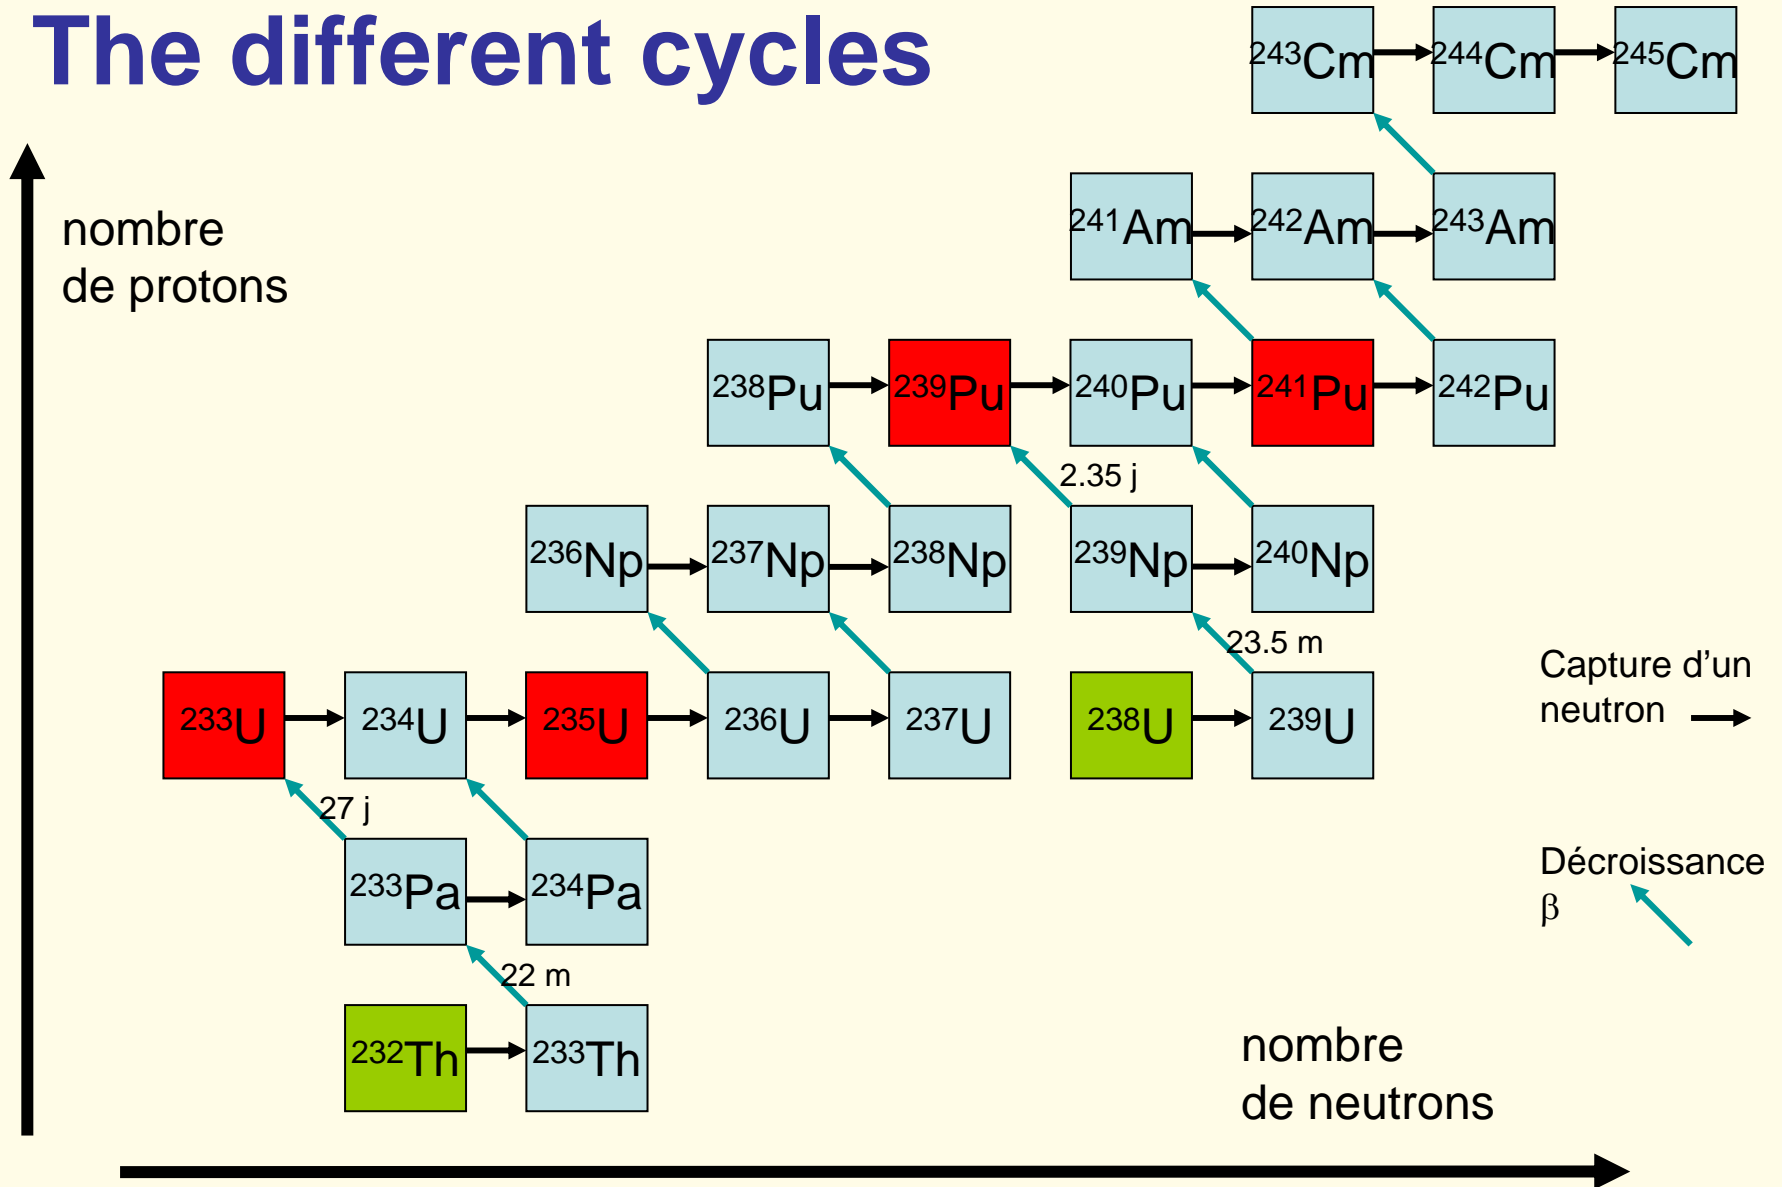 The different cycles
²⁴³Cm ²⁴⁴Cm ²⁴⁵Cm
nombre
de protons
²⁴¹Am ²⁴²Am ²⁴³Am
²³⁸Pu ²³⁹Pu ²⁴⁰Pu ²⁴¹Pu ²⁴²Pu
2.35 j
²³⁶Np ²³⁷Np ²³⁸Np ²³⁹Np ²⁴⁰Np
23.5 m
²³³U ²³⁴U ²³⁵U ²³⁶U ²³⁷U ²³⁸U ²³⁹U
27 j
²³³Pa ²³⁴Pa
22 m
²³²Th ²³³Th
Capture d’un
neutron
Décroissance
β
nombre
de neutrons